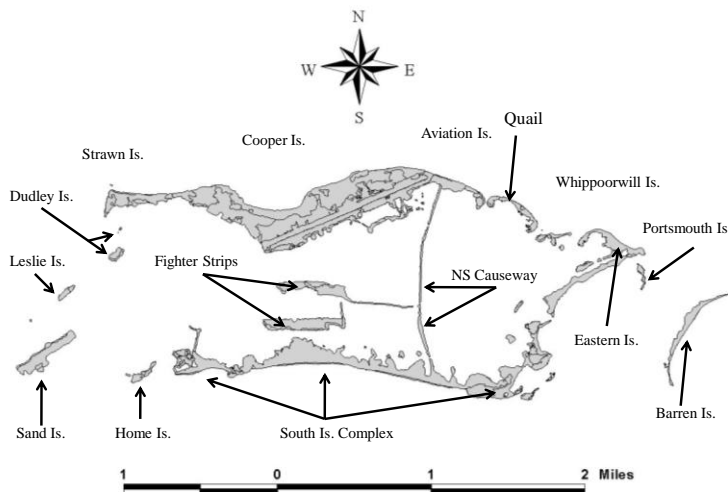 N
W E
S
Quail
Aviation Is.
Cooper Is.
Strawn Is.
Whippoorwill Is.
Dudley Is.
Portsmouth Is
Leslie Is.
Fighter Strips
NS Causeway
Eastern Is.
Barren Is.
Sand Is.
Home Is.
South Is. Complex
1 0 1 2 Miles